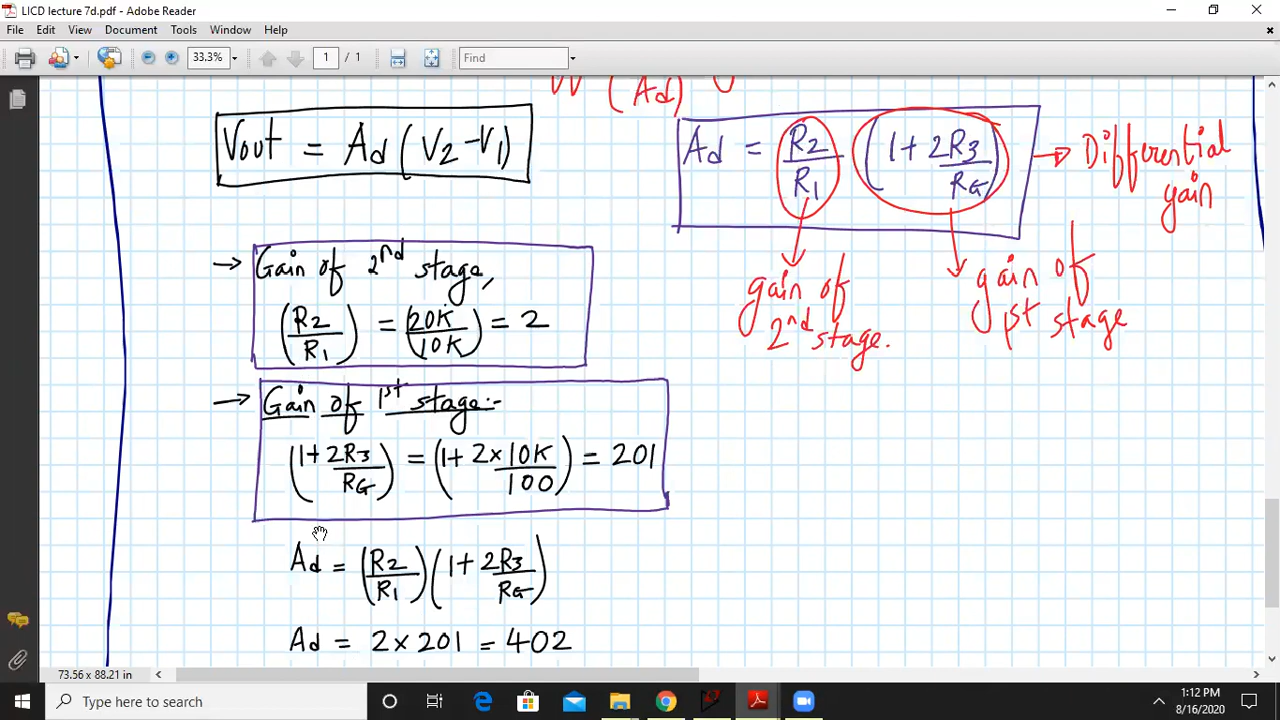 LICD lecture 7d.pdf - Adobe Reader
File Edit View Document Tools Window Help
33.3% 1 / 1 Find
(Ad)
Vout = Ad (V2-V1)
Ad = R2/R1 (1+ 2R3/RG) → Differential gain
→ Gain of 2nd stage,
(R2/R1) = (20K/10K) = 2
gain of
2nd stage.
gain of
1st stage
→ Gain of 1st stage:-
(1+ 2R3/RG) = (1+ 2×10K/100) = 201
Ad = (R2/R1) (1+ 2R3/RG)
Ad = 2×201 = 402
73.56 x 88.21 in
Type here to search
1:12 PM
8/16/2020